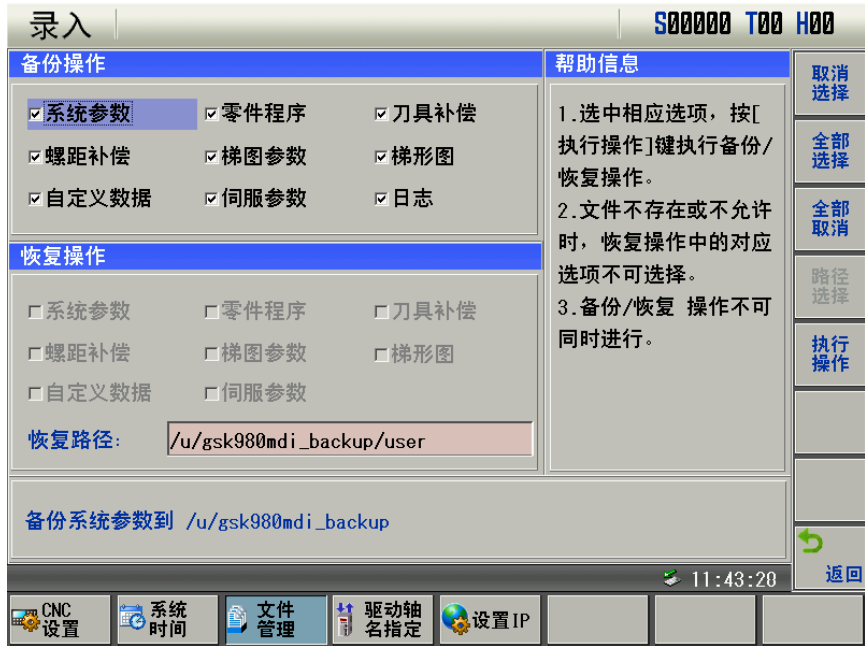 录入
S00000 T00 H00
备份操作
系统参数 零件程序 刀具补偿
螺距补偿 梯图参数 梯形图
自定义数据 伺服参数 日志
恢复操作
系统参数 零件程序 刀具补偿
螺距补偿 梯图参数 梯形图
自定义数据 伺服参数
恢复路径: /u/gsk980mdi_backup/user
帮助信息
1.选中相应选项，按[
执行操作]键执行备份/
恢复操作。
2.文件不存在或不允许
时，恢复操作中的对应
选项不可选择。
3.备份/恢复 操作不可
同时进行。
取消
选择
全部
选择
全部
取消
路径
选择
执行
操作
返回
备份系统参数到 /u/gsk980mdi_backup
11:43:28
CNC
设置
系统
时间
文件
管理
驱动轴
名指定
设置IP